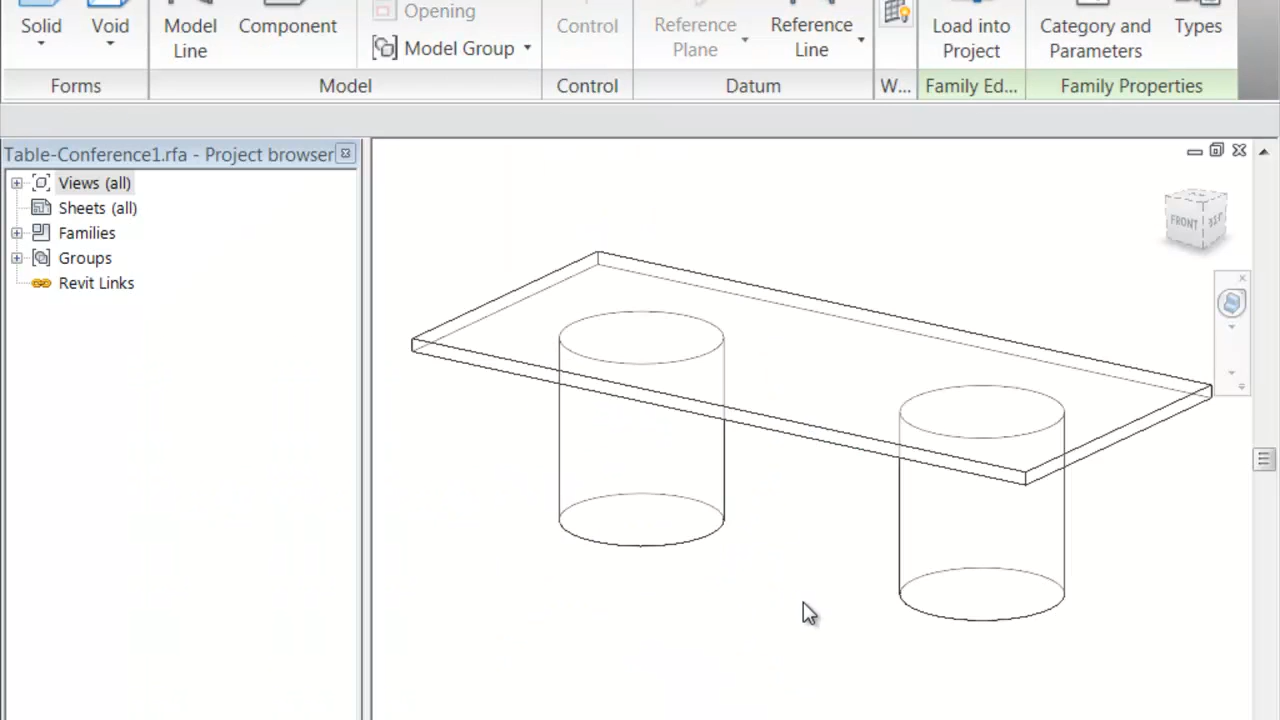 Solid
Void
Model
Line
Component
Opening
Model Group
Control
Reference
Plane
Reference
Line
Load into
Project
Category and
Parameters
Types
Forms
Model
Control
Datum
W...
Family Ed...
Family Properties
Table-Conference1.rfa - Project browser
Views (all)
Sheets (all)
Families
Groups
Revit Links
FRONT